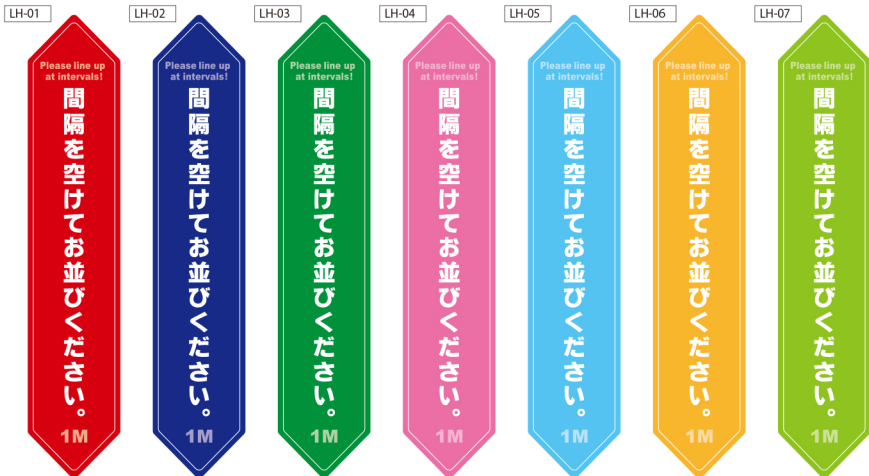 LH-01
Please line up
at intervals!
間隔を空けてお並びください。
1M
LH-02
Please line up
at intervals!
間隔を空けてお並びください。
1M
LH-03
Please line up
at intervals!
間隔を空けてお並びください。
1M
LH-04
Please line up
at intervals!
間隔を空けてお並びください。
1M
LH-05
Please line up
at intervals!
間隔を空けてお並びください。
1M
LH-06
Please line up
at intervals!
間隔を空けてお並びください。
1M
LH-07
Please line up
at intervals!
間隔を空けてお並びください。
1M